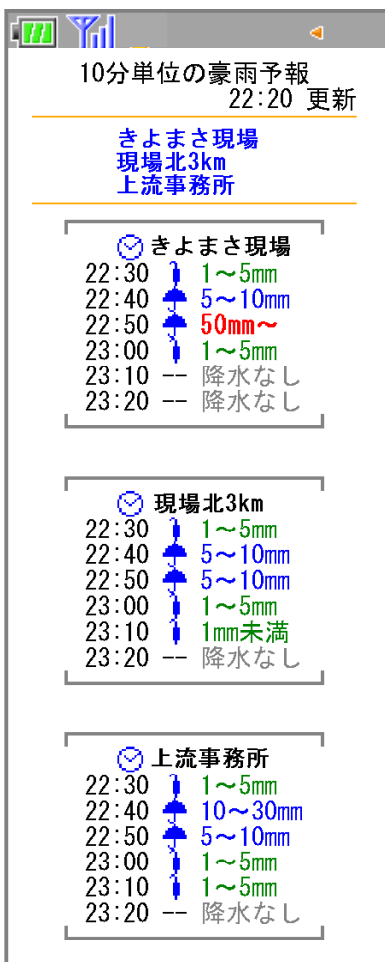 10分単位の豪雨予報
22:20 更新
きよまさ現場
現場北3km
上流事務所
きよまさ現場
22:30 1〜5mm
22:40 5〜10mm
22:50 50mm〜
23:00 1〜5mm
23:10 -- 降水なし
23:20 -- 降水なし
現場北3km
22:30 1〜5mm
22:40 5〜10mm
22:50 5〜10mm
23:00 1〜5mm
23:10 1mm未満
23:20 -- 降水なし
上流事務所
22:30 1〜5mm
22:40 10〜30mm
22:50 5〜10mm
23:00 1〜5mm
23:10 1〜5mm
23:20 -- 降水なし